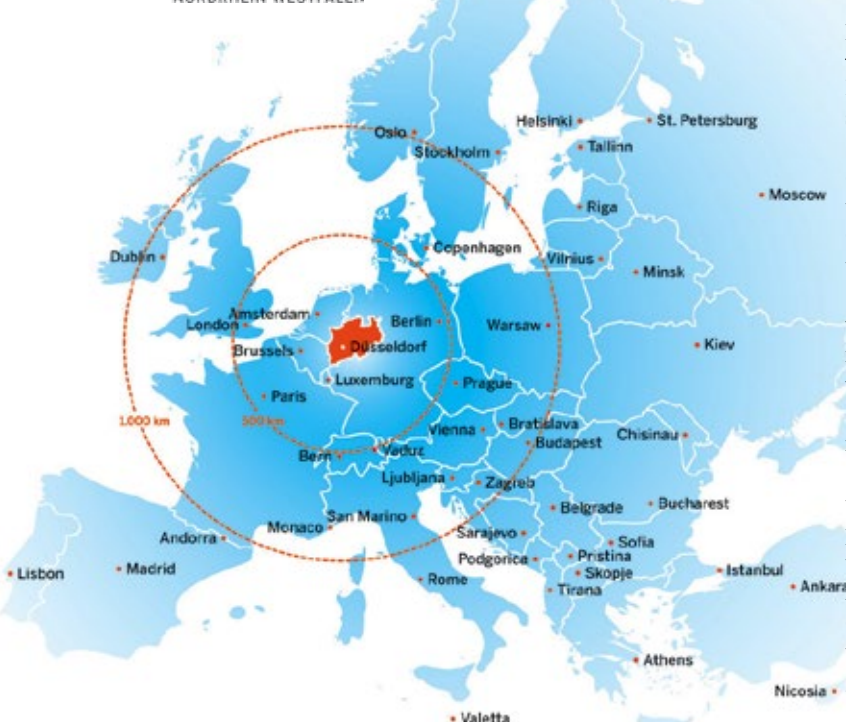 NORDRHEIN-WESTFALEN
Oslo
Helsinki
St. Petersburg
Stockholm
Tallinn
Moscow
Riga
Copenhagen
Dublin
Vilnius
Minsk
Amsterdam
London
Berlin
Warsaw
Brussels
Düsseldorf
Kiev
Luxemburg
Prague
Paris
1.000 km
500 km
Vienna
Bratislava
Chisinau
Budapest
Bern
Vaduz
Ljubljana
Zagreb
Belgrade
Bucharest
San Marino
Monaco
Andorra
Sarajevo
Sofia
Podgorica
Pristina
Lisbon
Madrid
Skopje
Istanbul
Rome
Tirana
Ankara
Athens
Nicosia
Valetta